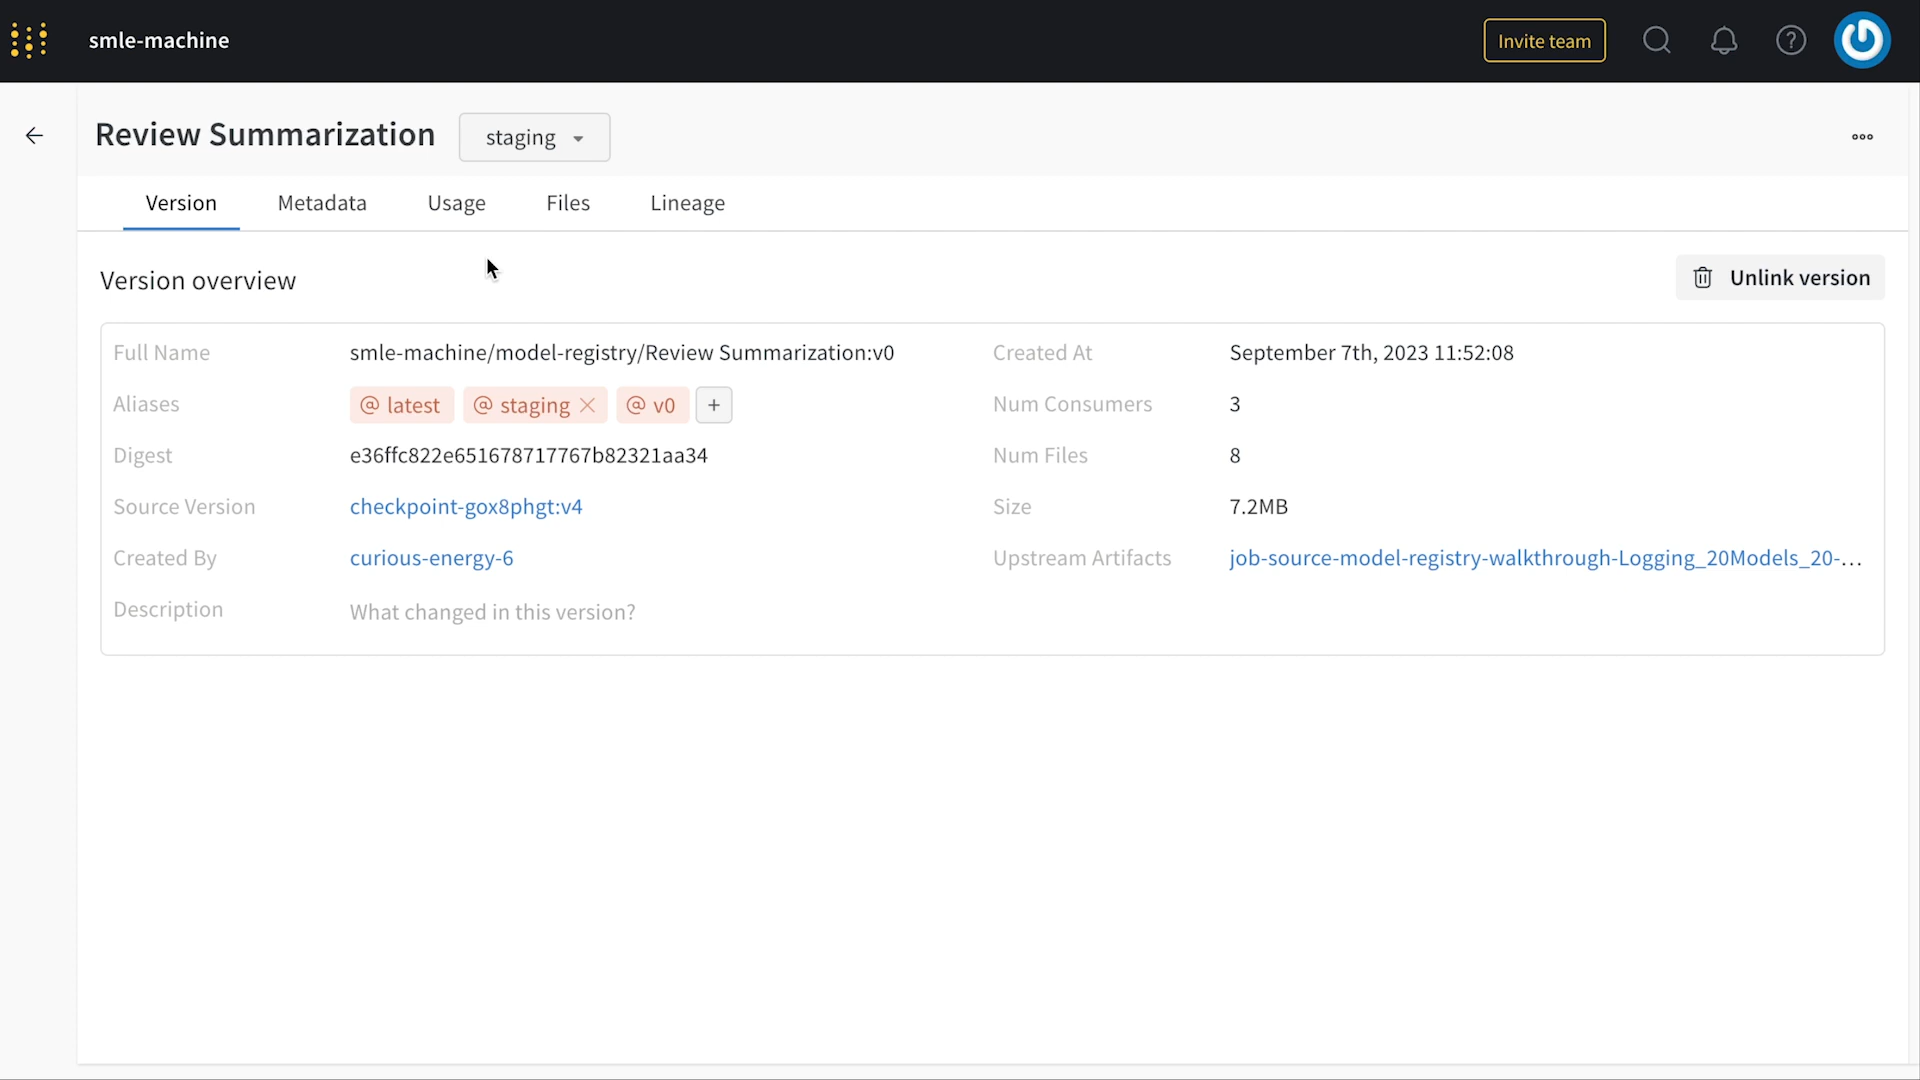 smle-machine
Invite team
Review Summarization
staging
Version Metadata Usage Files Lineage
Version overview
Unlink version
Full Name smle-machine/model-registry/Review Summarization:v0 Created At September 7th, 2023 11:52:08
Aliases @ latest @ staging @ v0 + Num Consumers 3
Digest e36ffc822e651678717767b82321aa34 Num Files 8
Source Version checkpoint-gox8phgt:v4 Size 7.2MB
Created By curious-energy-6 Upstream Artifacts job-source-model-registry-walkthrough-Logging_20Models_20-...
Description What changed in this version?